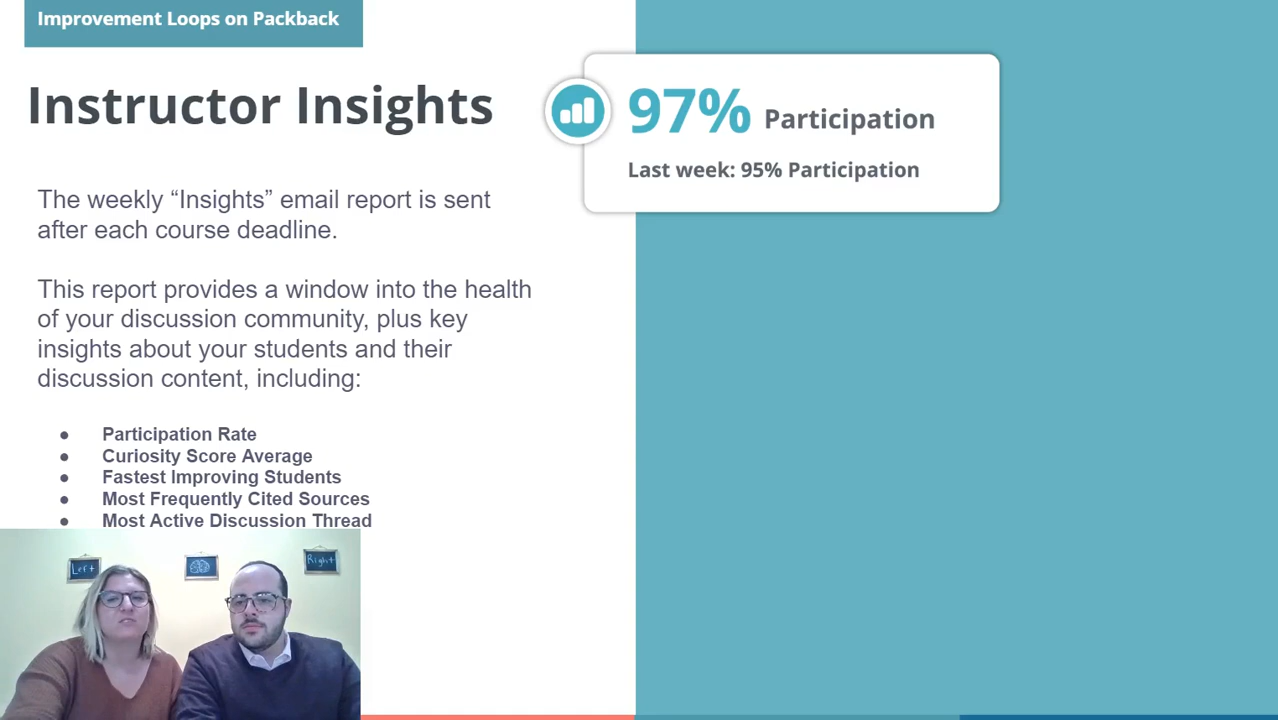 Improvement Loops on Packback
Instructor Insights
97% Participation
Last week: 95% Participation
The weekly “Insights” email report is sent
after each course deadline.
This report provides a window into the health
of your discussion community, plus key
insights about your students and their
discussion content, including:
● Participation Rate
● Curiosity Score Average
● Fastest Improving Students
● Most Frequently Cited Sources
● Most Active Discussion Thread
Left
Right